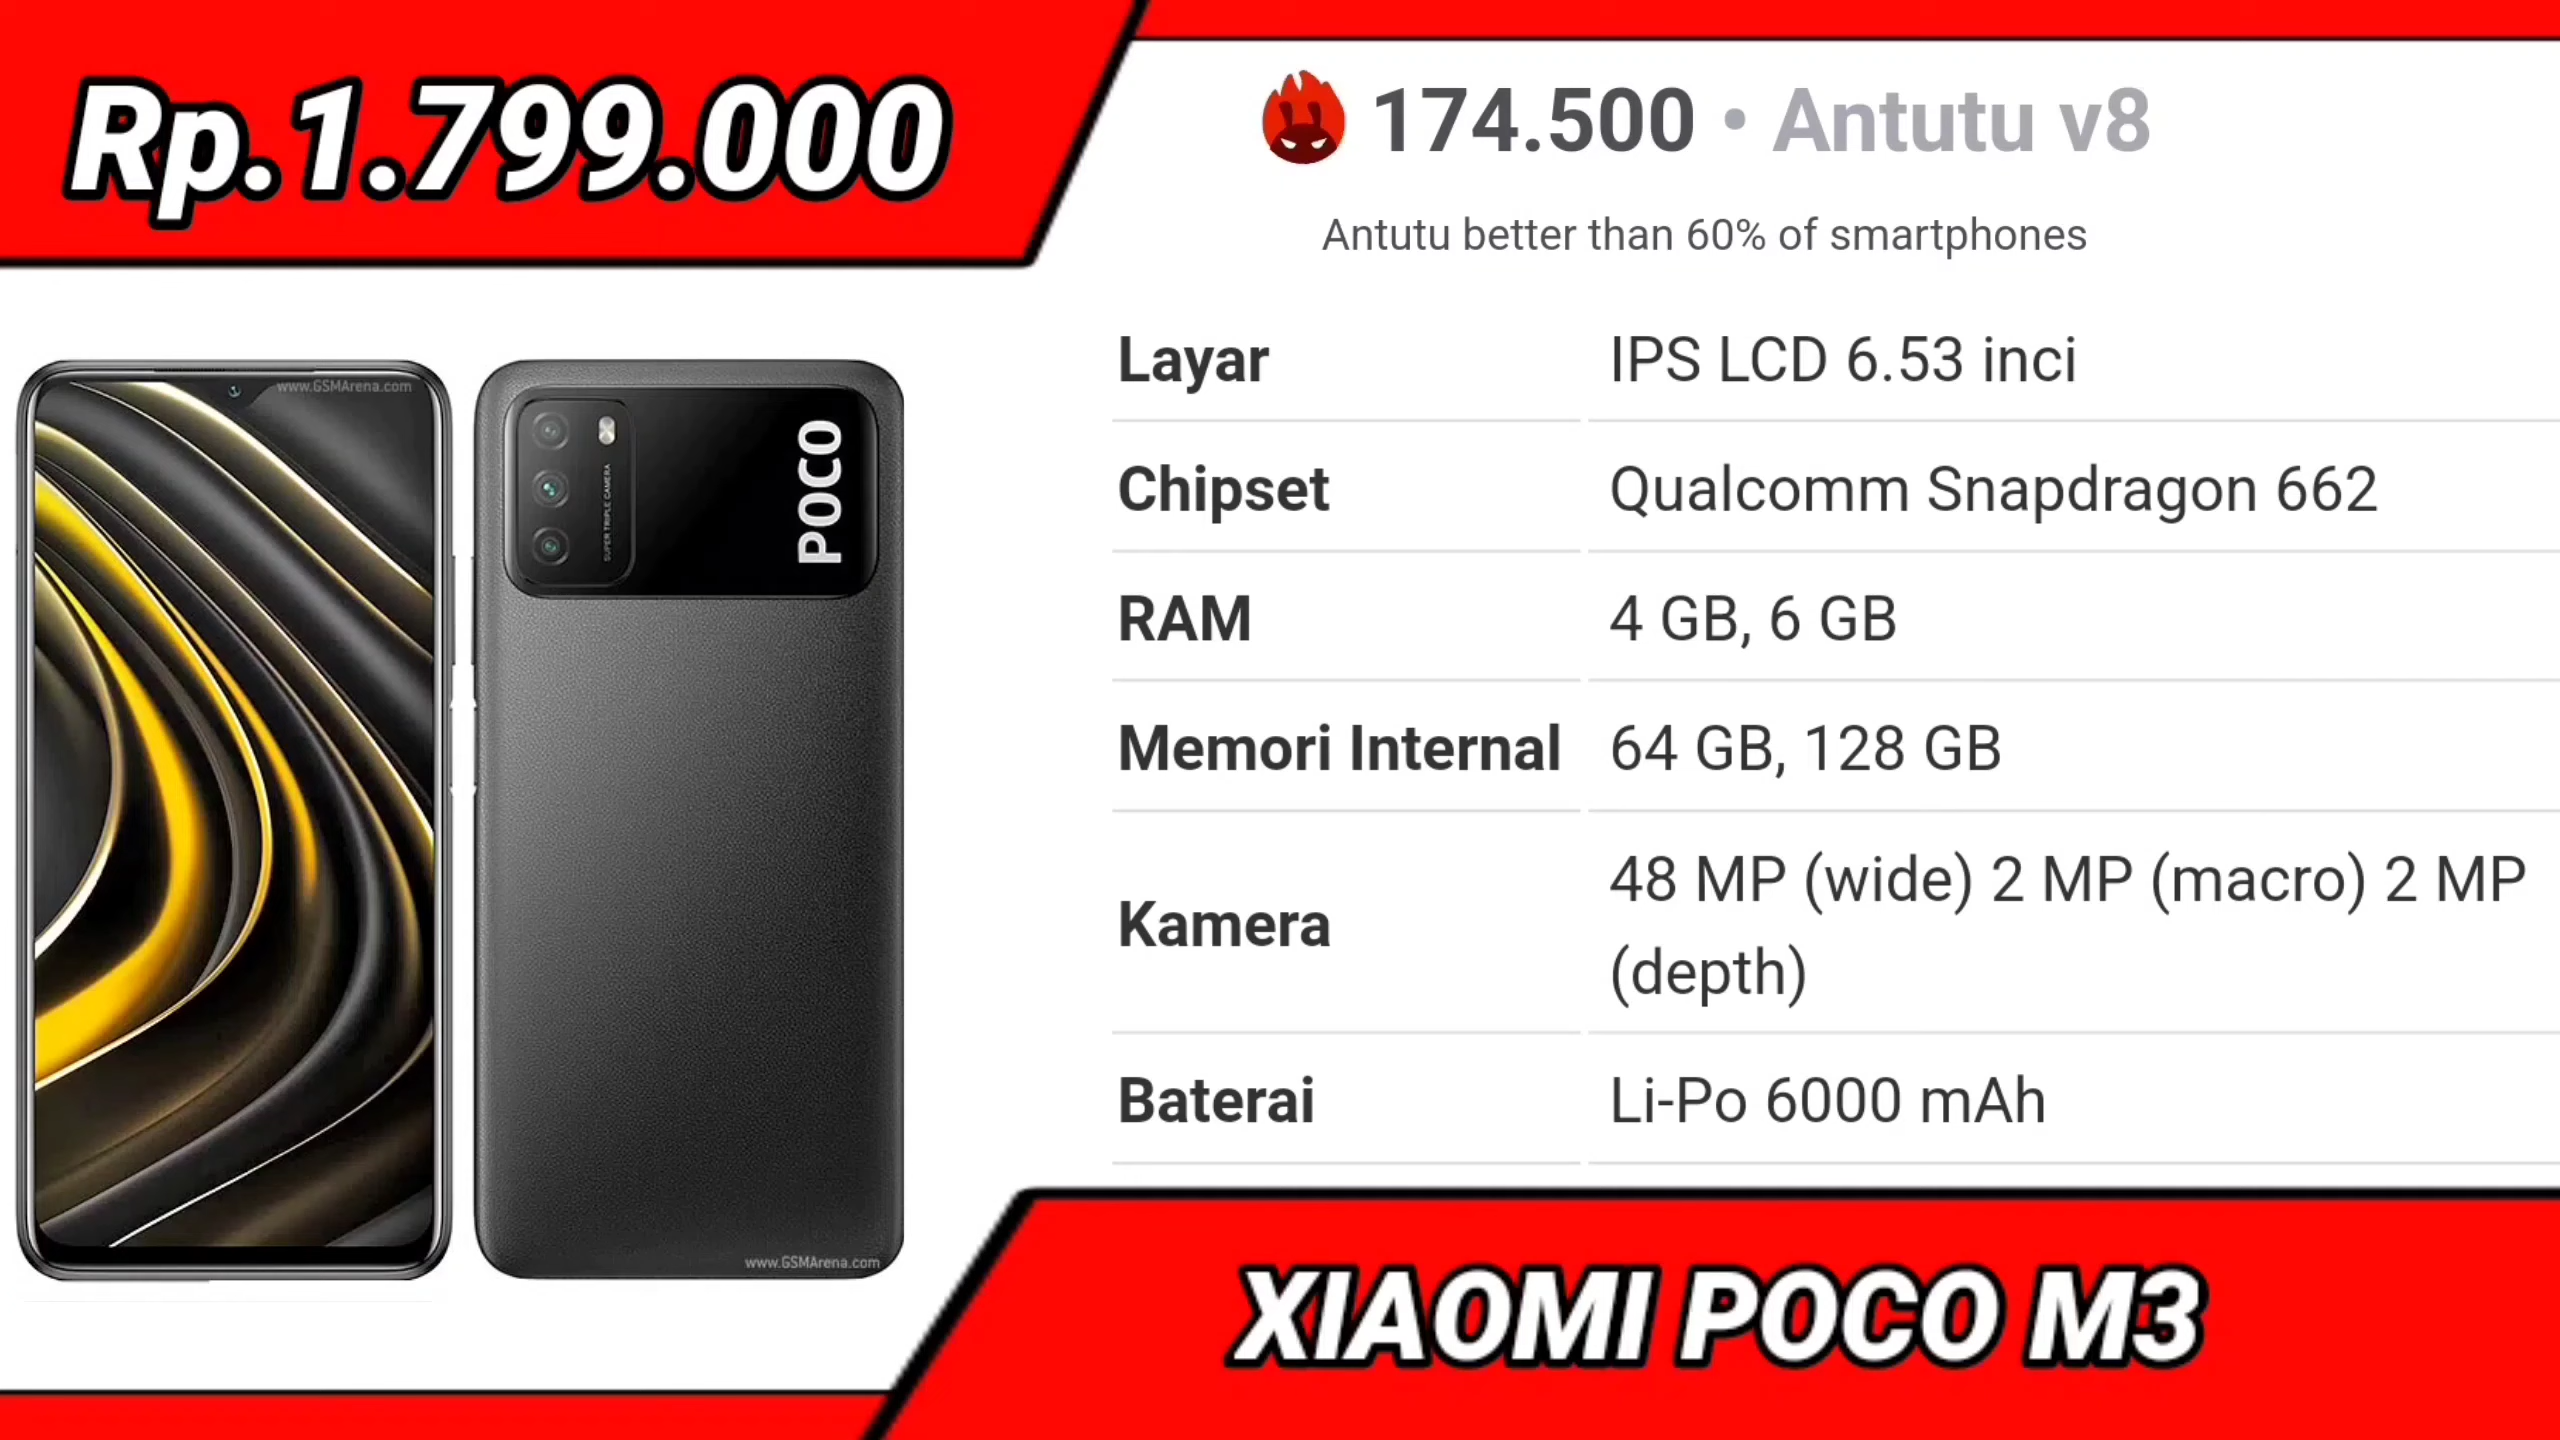 Rp.1.799.000
174.500 • Antutu v8
Antutu better than 60% of smartphones
www.GSMArena.com
SUPER TRIPLE CAMERA
POCO
Layar IPS LCD 6.53 inci
Chipset Qualcomm Snapdragon 662
RAM 4 GB, 6 GB
Memori Internal 64 GB, 128 GB
Kamera 48 MP (wide) 2 MP (macro) 2 MP
(depth)
Baterai Li-Po 6000 mAh
www.GSMArena.com
XIAOMI POCO M3